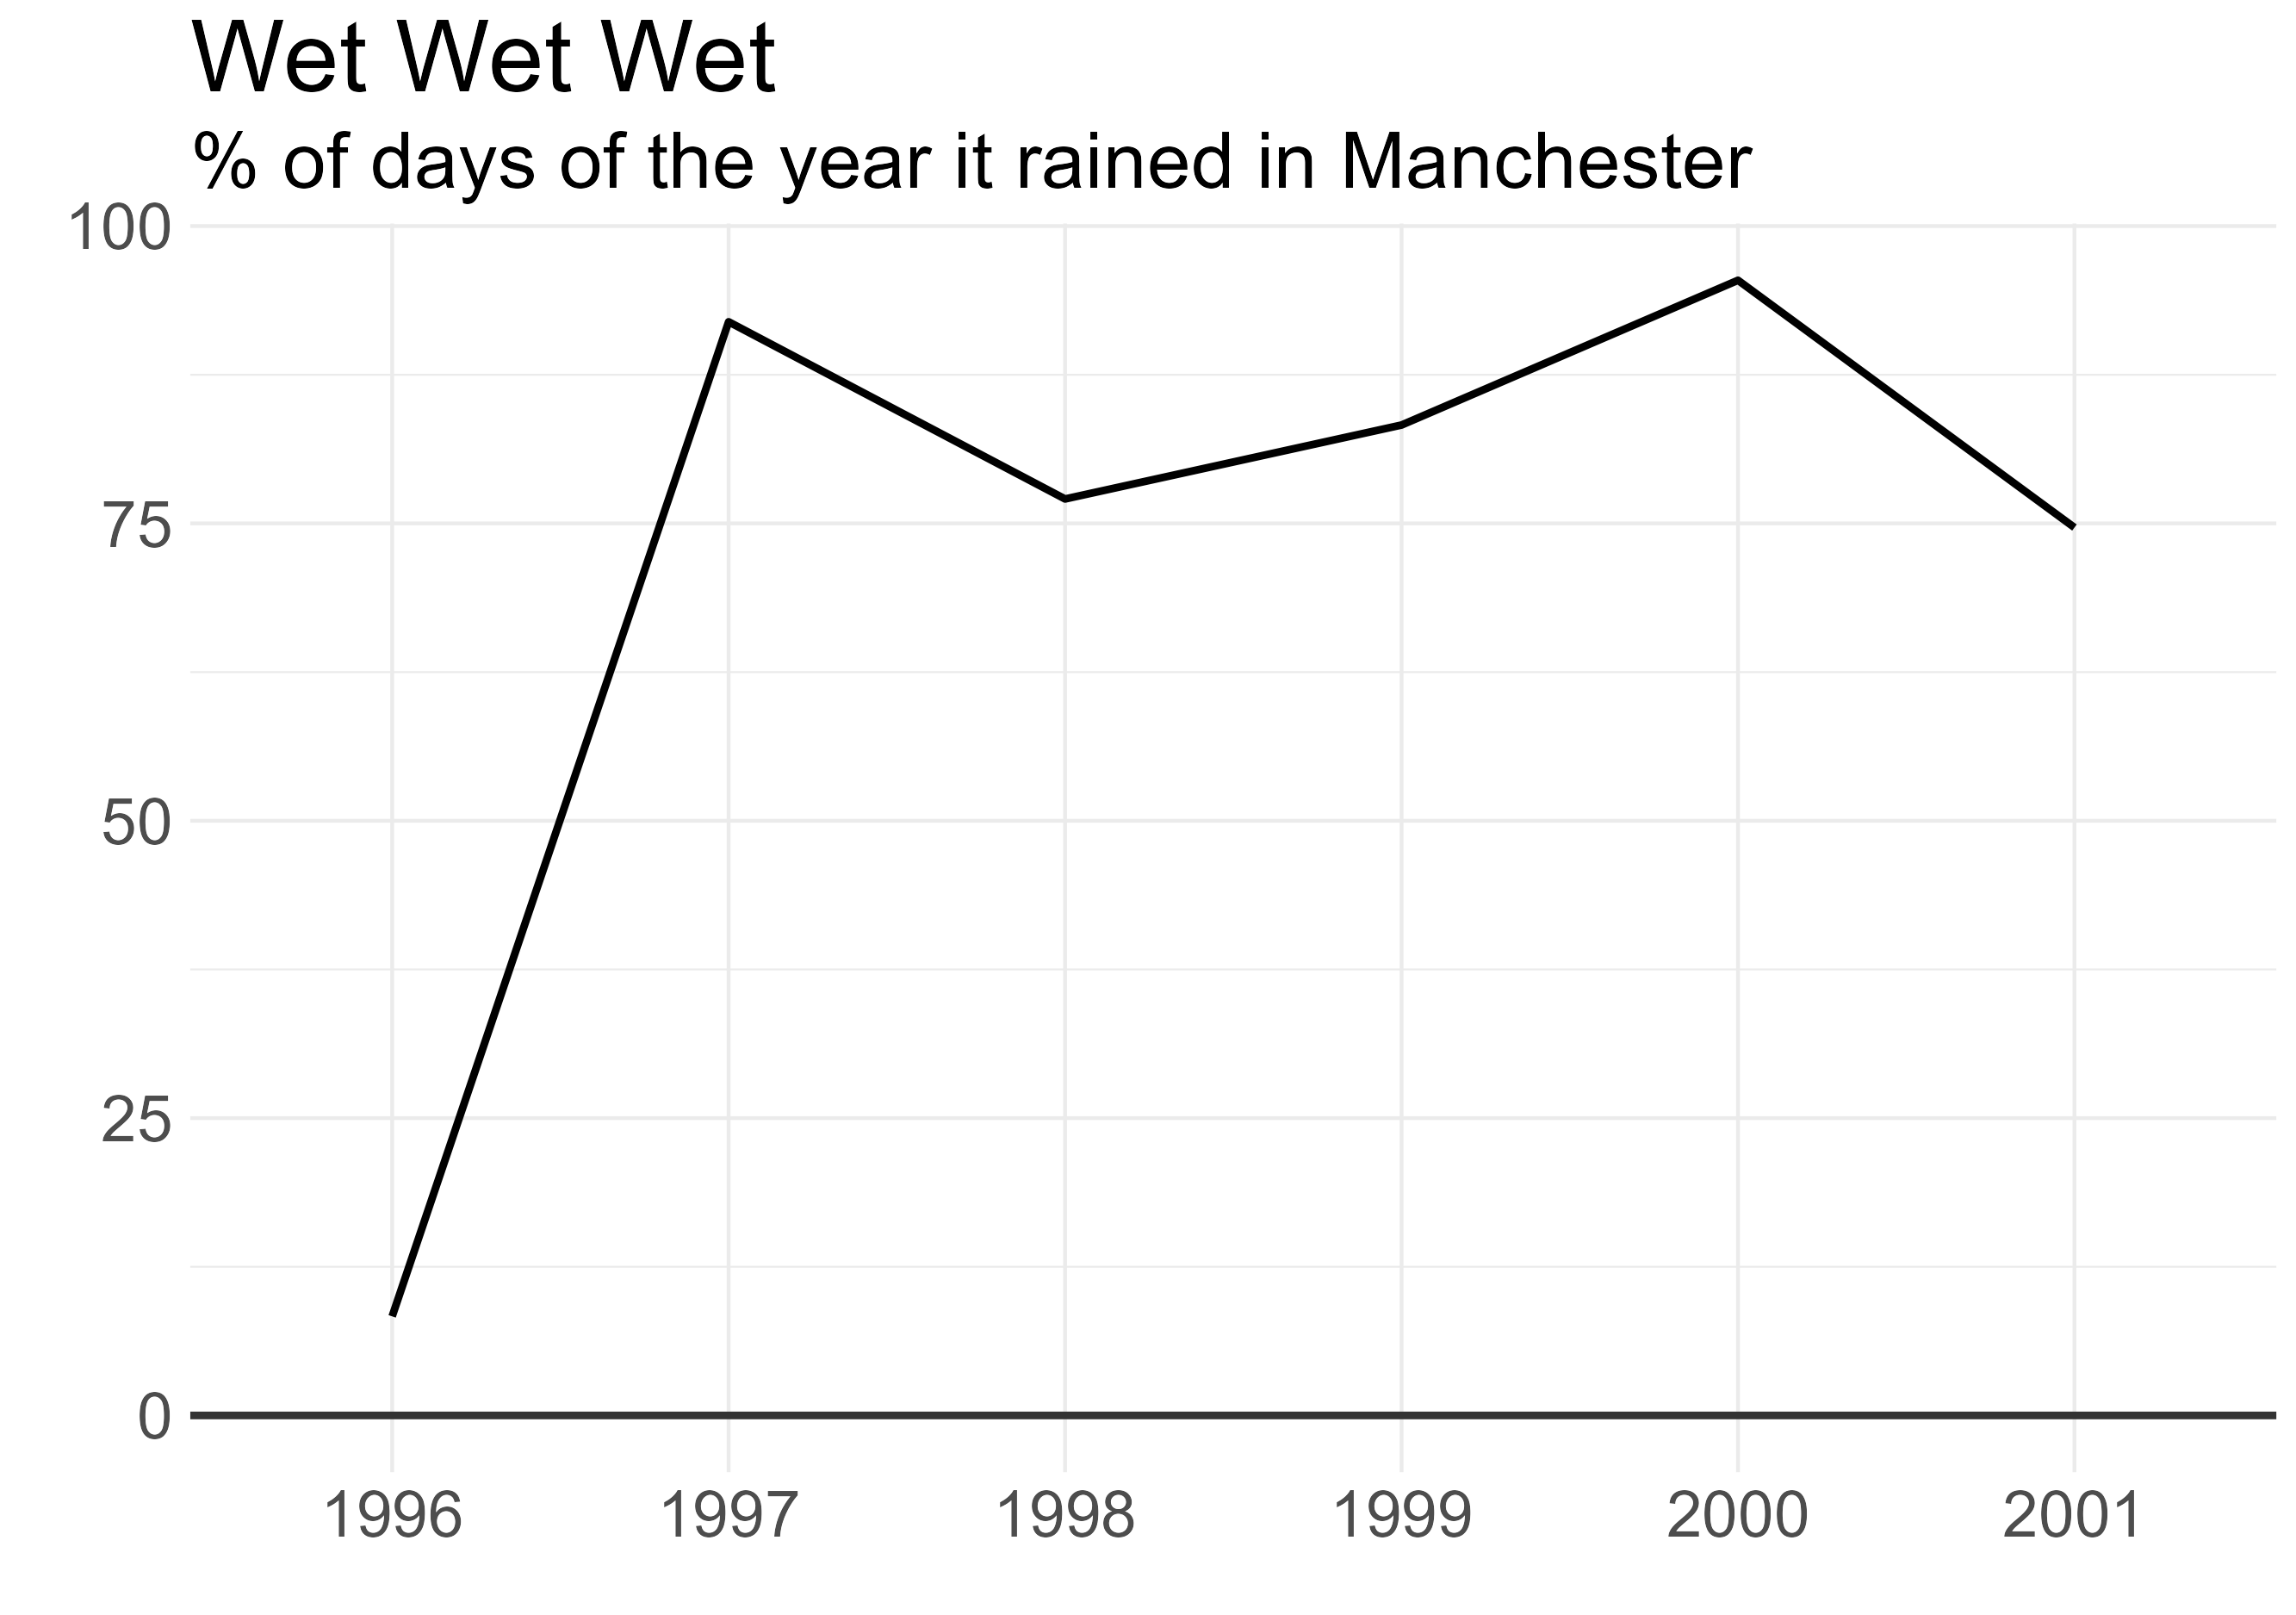 Wet Wet Wet
% of days of the year it rained in Manchester
100
75
50
25
0
1996 1997 1998 1999 2000 2001